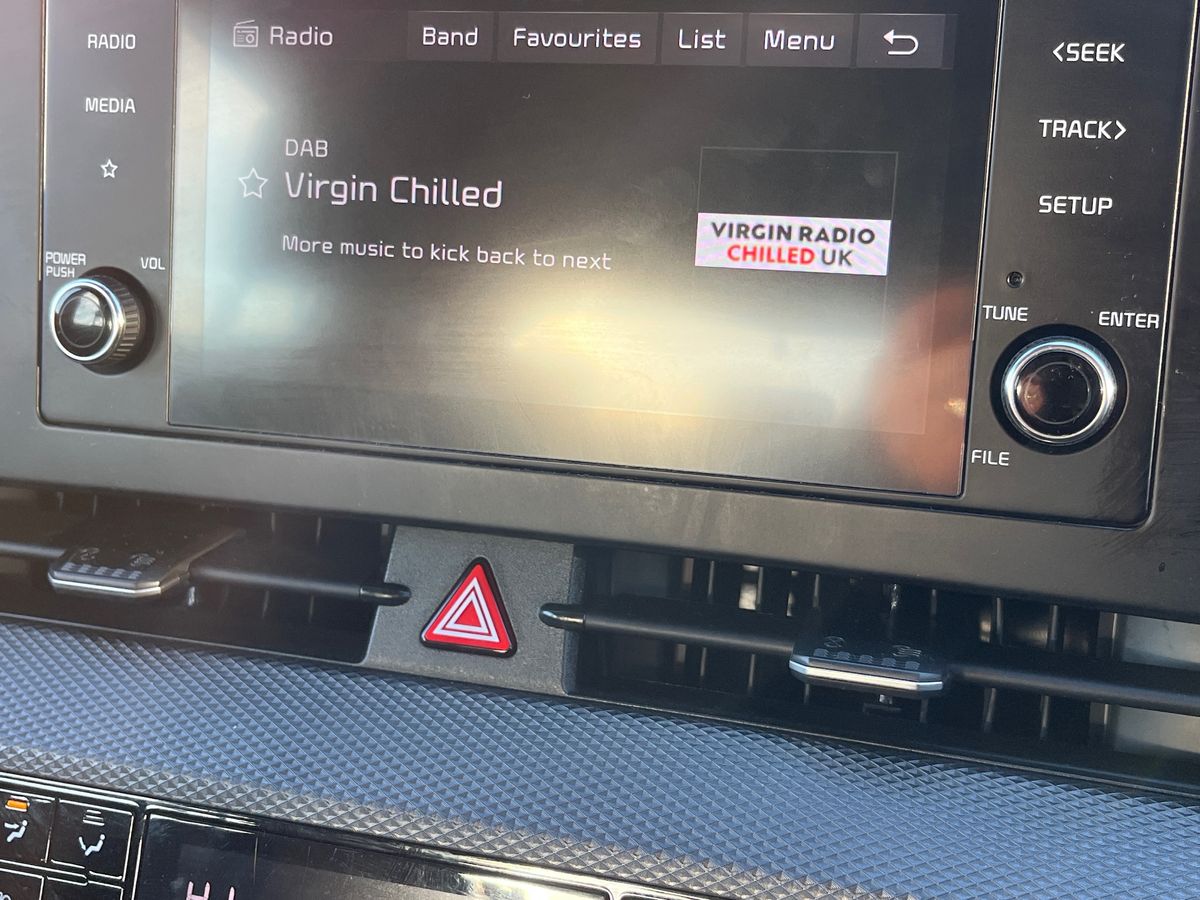 RADIO
MEDIA
POWER
PUSH
VOL
Radio
Band
Favourites
List
Menu
DAB
Virgin Chilled
More music to kick back to next
VIRGIN RADIO
CHILLED UK
<SEEK
TRACK>
SETUP
TUNE
ENTER
FILE